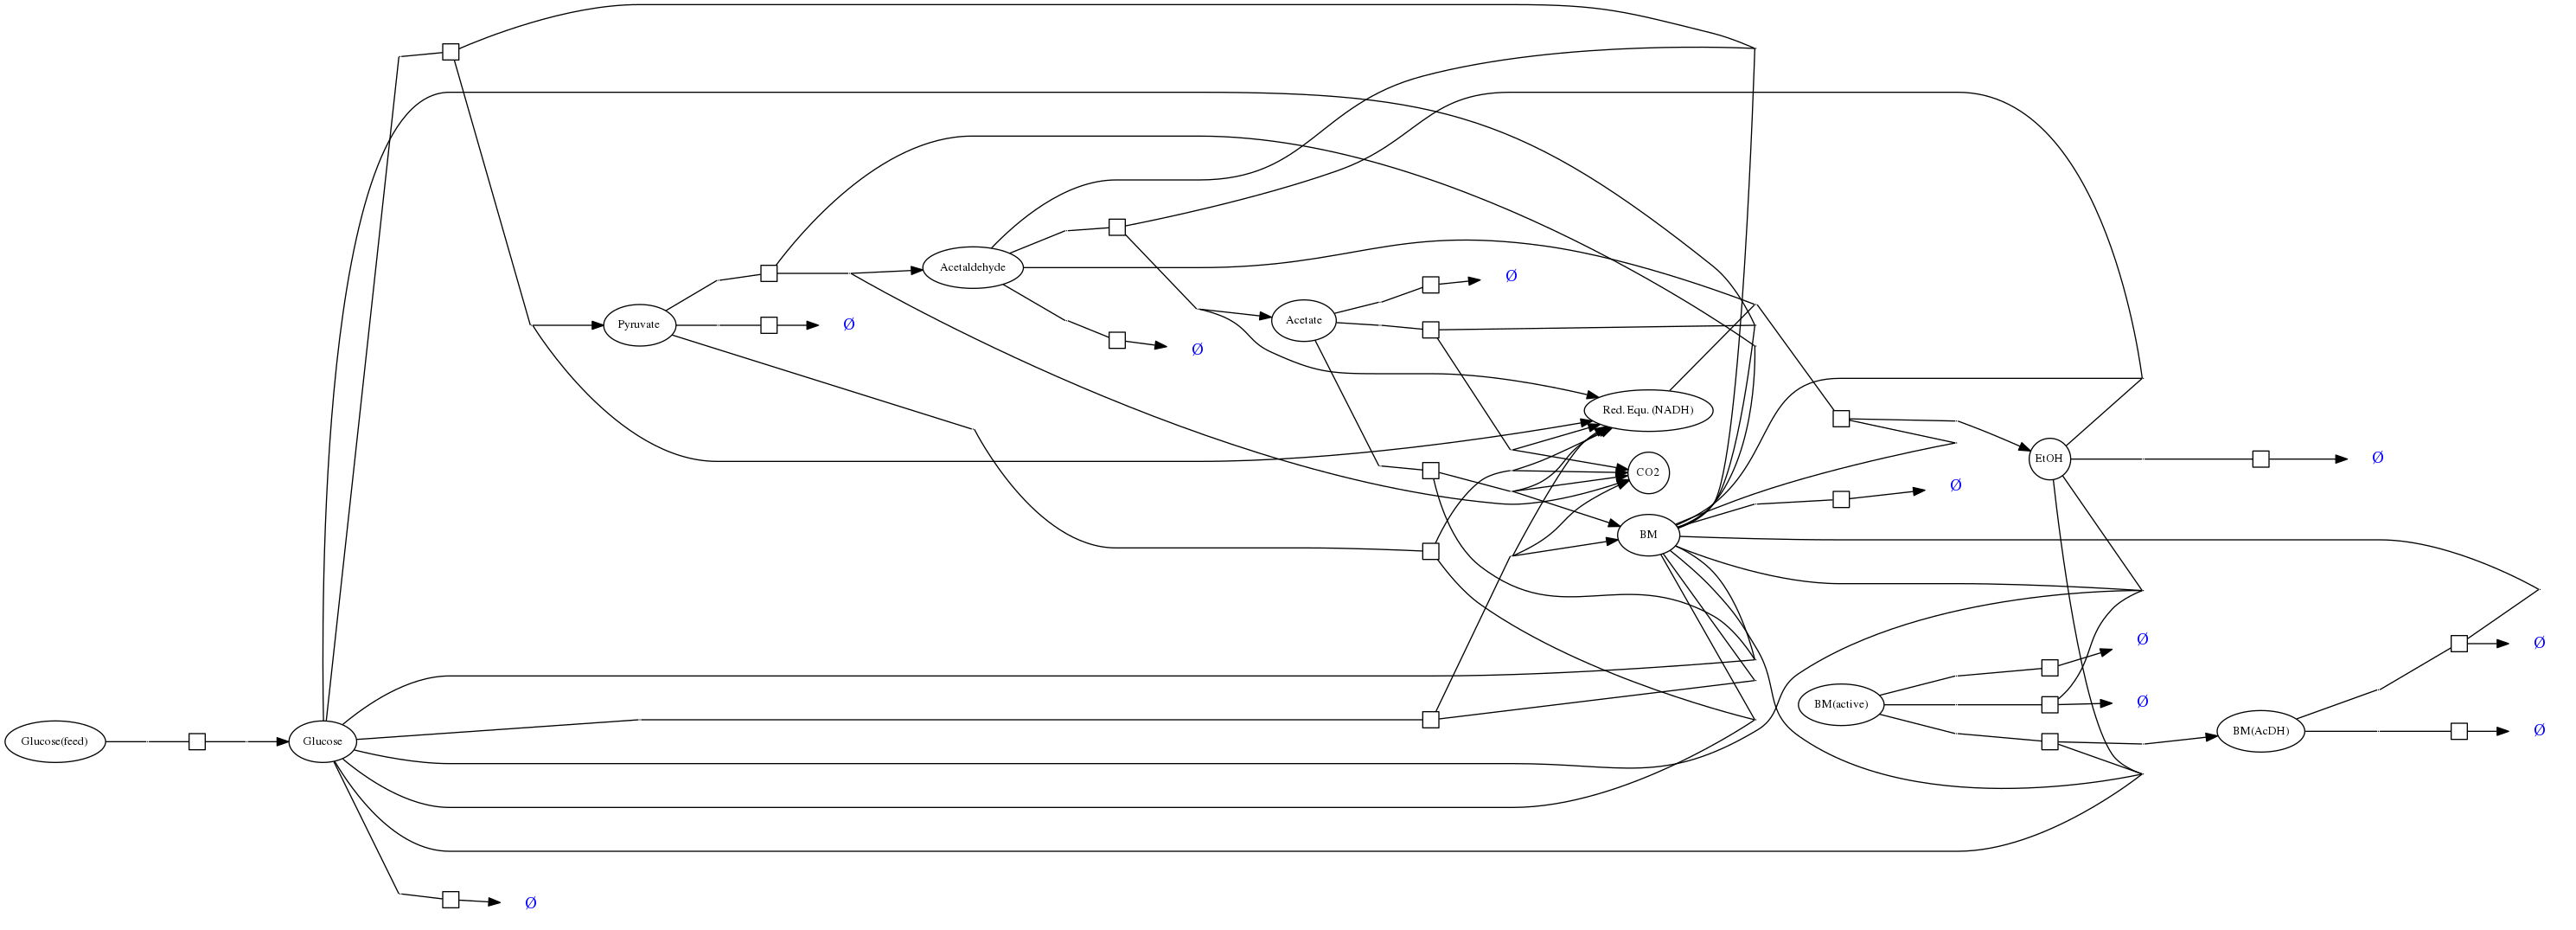 Acetaldehyde
Ø
Acetate
Pyruvate
Ø
Ø
Red. Equ. (NADH)
EtOH
Ø
CO2
Ø
BM
Ø
Ø
BM(active)
Ø
Glucose(feed)
Glucose
BM(AcDH)
Ø
Ø